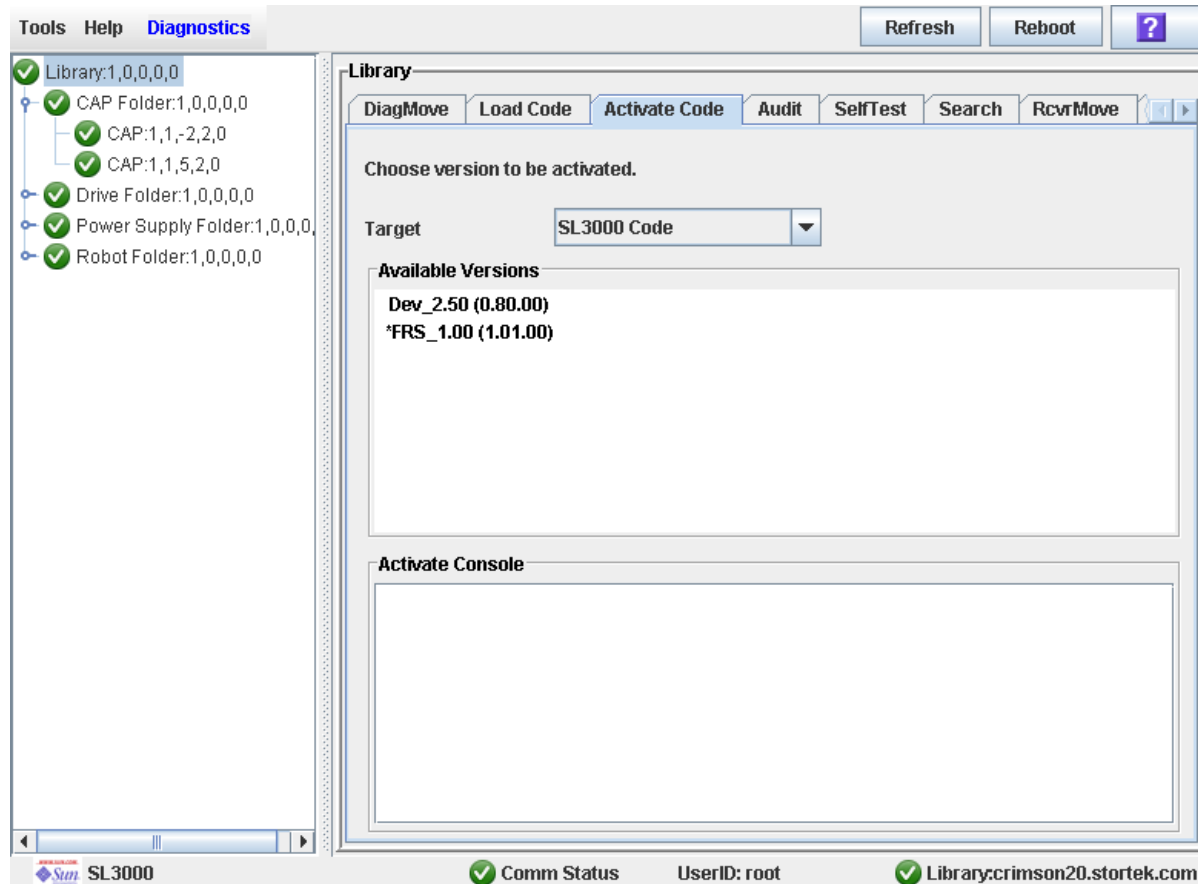 Tools Help Diagnostics
Refresh Reboot ?
Library:1,0,0,0,0
CAP Folder:1,0,0,0,0
CAP:1,1,-2,2,0
CAP:1,1,5,2,0
Drive Folder:1,0,0,0,0
Power Supply Folder:1,0,0,0,
Robot Folder:1,0,0,0,0
Library
DiagMove Load Code Activate Code Audit SelfTest Search RcvrMove
Choose version to be activated.
Target SL3000 Code
Available Versions
Dev_2.50 (0.80.00)
*FRS_1.00 (1.01.00)
Activate Console
Sun SL3000 Comm Status UserID: root Library:crimson20.stortek.com